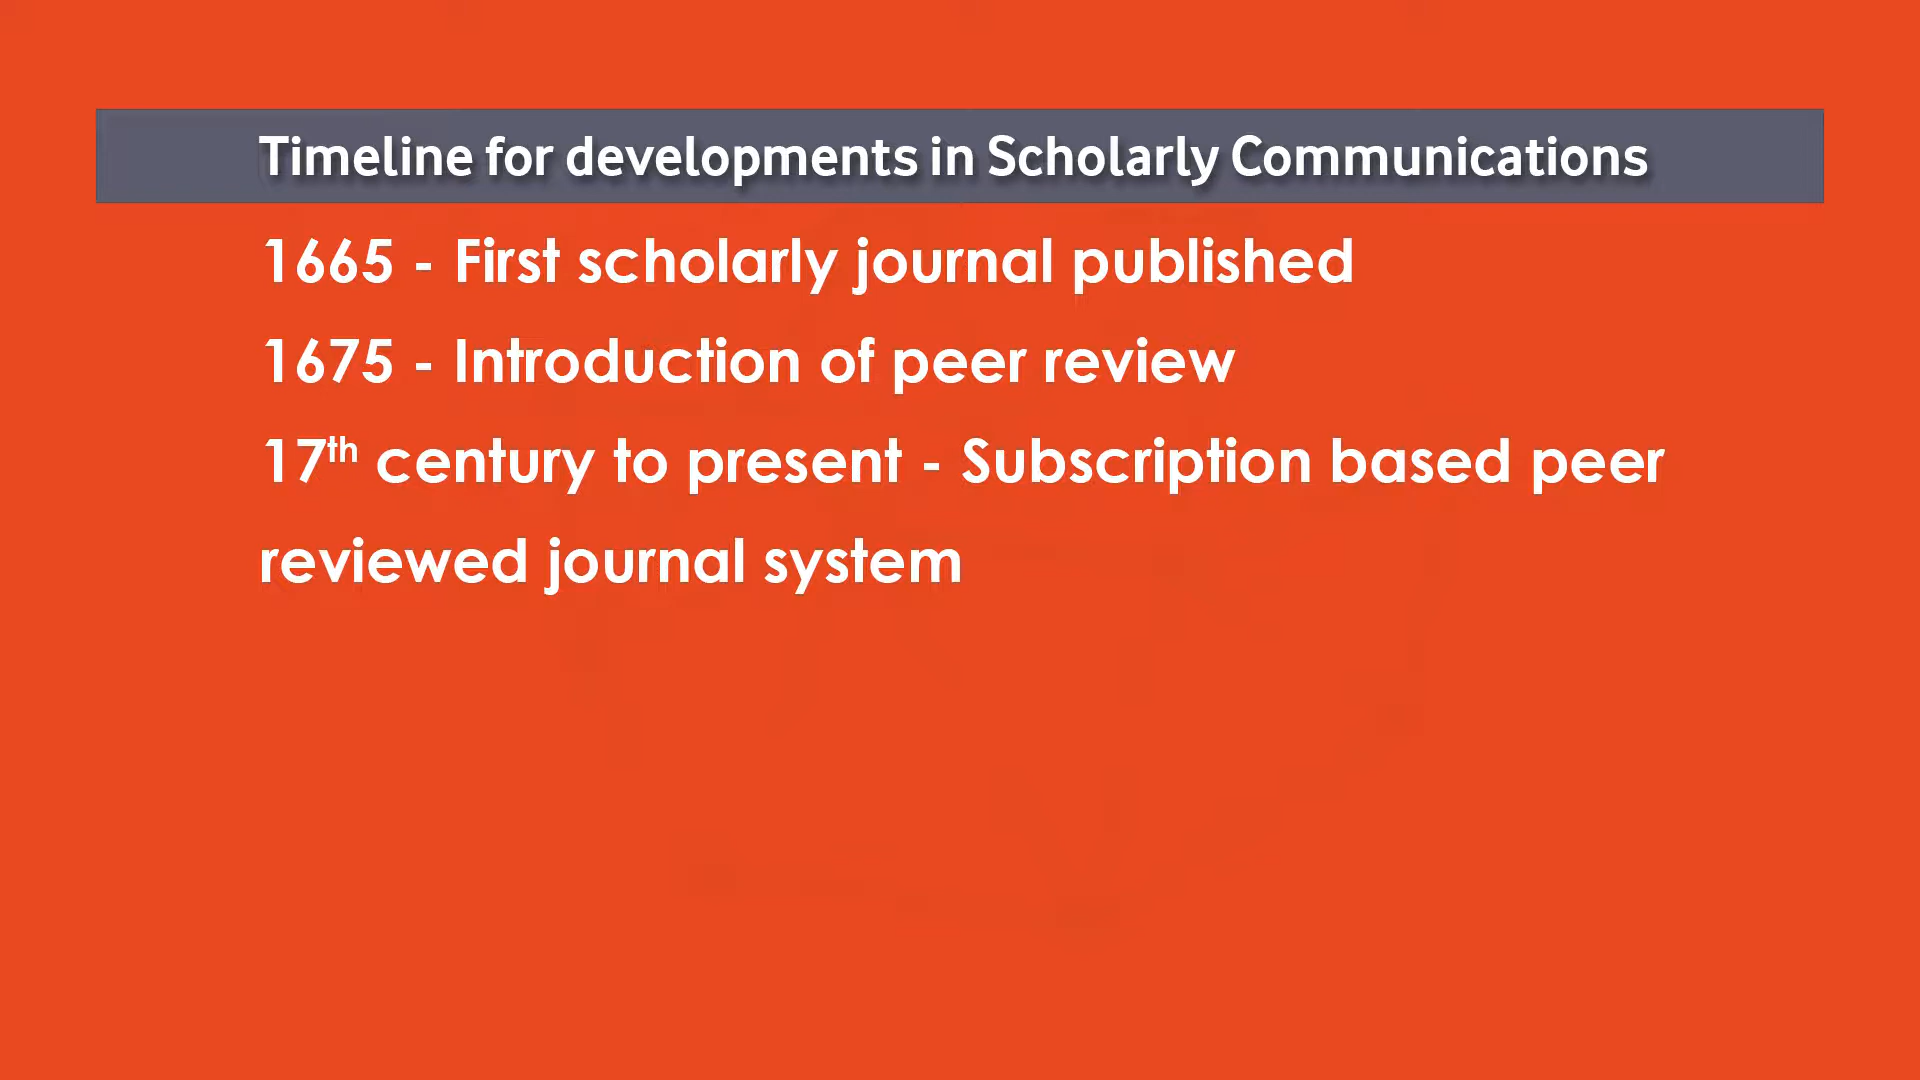 Timeline for developments in Scholarly Communications
1665 - First scholarly journal published
1675 - Introduction of peer review
17th century to present - Subscription based peer
reviewed journal system